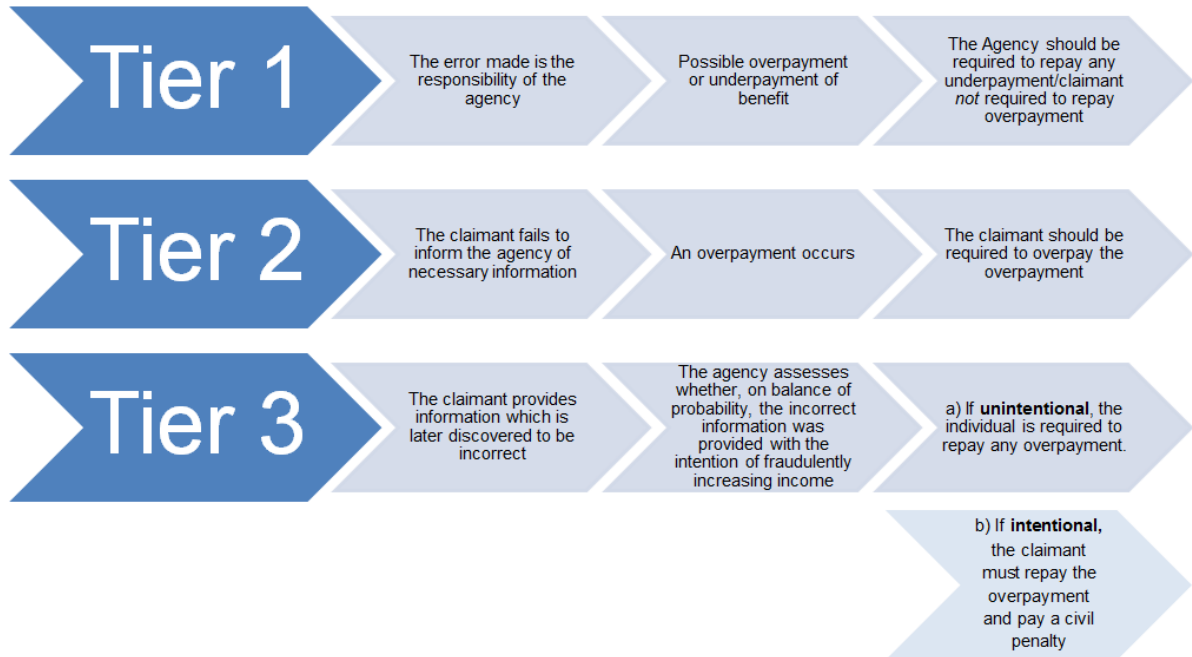 Tier 1
The error made is the
responsibility of the
agency
Possible overpayment
or underpayment of
benefit
The Agency should be
required to repay any
underpayment/claimant
not required to repay
overpayment
Tier 2
The claimant fails to
inform the agency of
necessary information
An overpayment occurs
The claimant should be
required to overpay the
overpayment
Tier 3
The claimant provides
information which is
later discovered to be
incorrect
The agency assesses
whether, on balance of
probability, the incorrect
information was
provided with the
intention of fraudulently
increasing income
a) If unintentional, the
individual is required to
repay any overpayment.
b) If intentional,
the claimant
must repay the
overpayment
and pay a civil
penalty